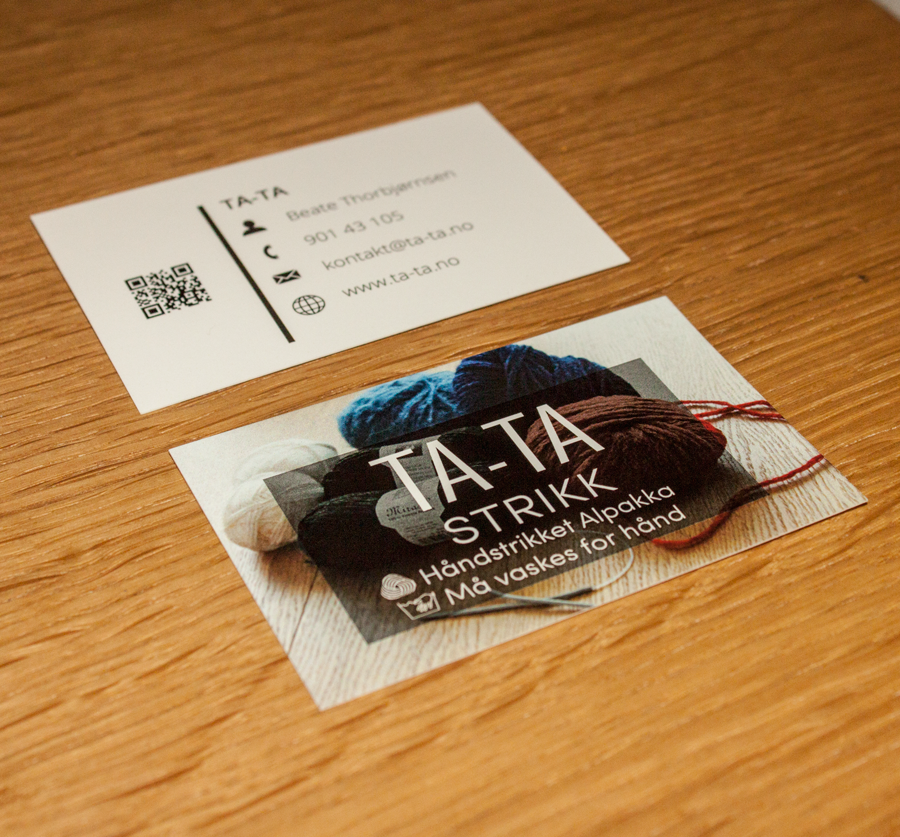 TA-TA
Beate Thorbjørnsen
901 43 105
kontakt@ta-ta.no
www.ta-ta.no
TA-TA
STRIKK
Håndstrikket Alpakka
Må vaskes for hånd